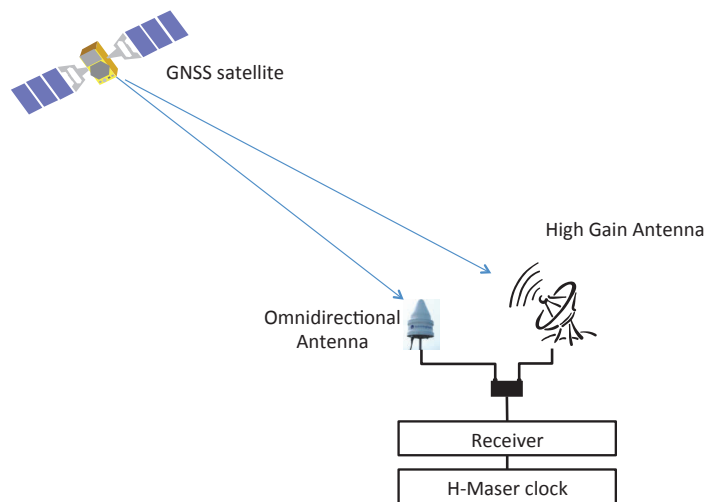 GNSS satellite
High Gain Antenna
Omnidirectional
Antenna
Receiver
H-Maser clock